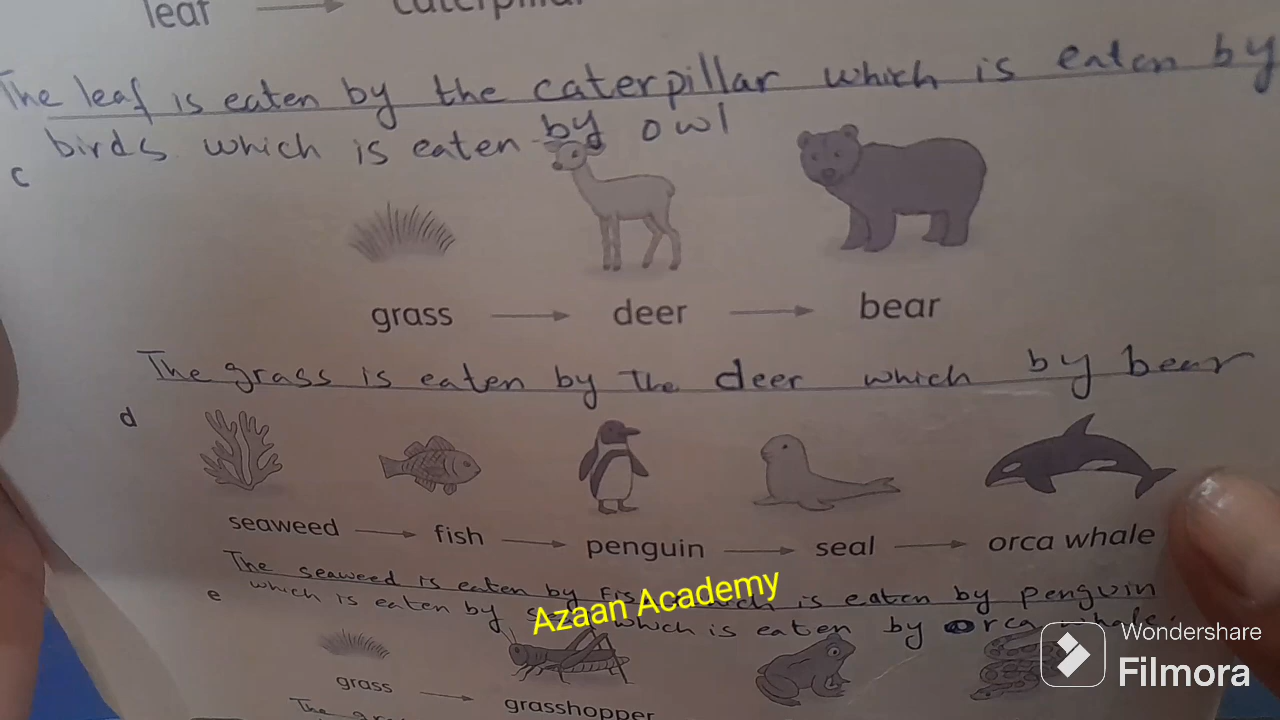 leaf → caterpillar
The leaf is eaten by the caterpillar which is eaten by
birds which is eaten by owl
c
grass → deer → bear
The grass is eaten by The deer which by bear
d
seaweed → fish → penguin → seal → orca whale
The seaweed is eaten by fish which is eaten by penguin
which is eaten by which is eaten by orca whale
e
Azaan Academy
grass → grasshopper
Wondershare
Filmora